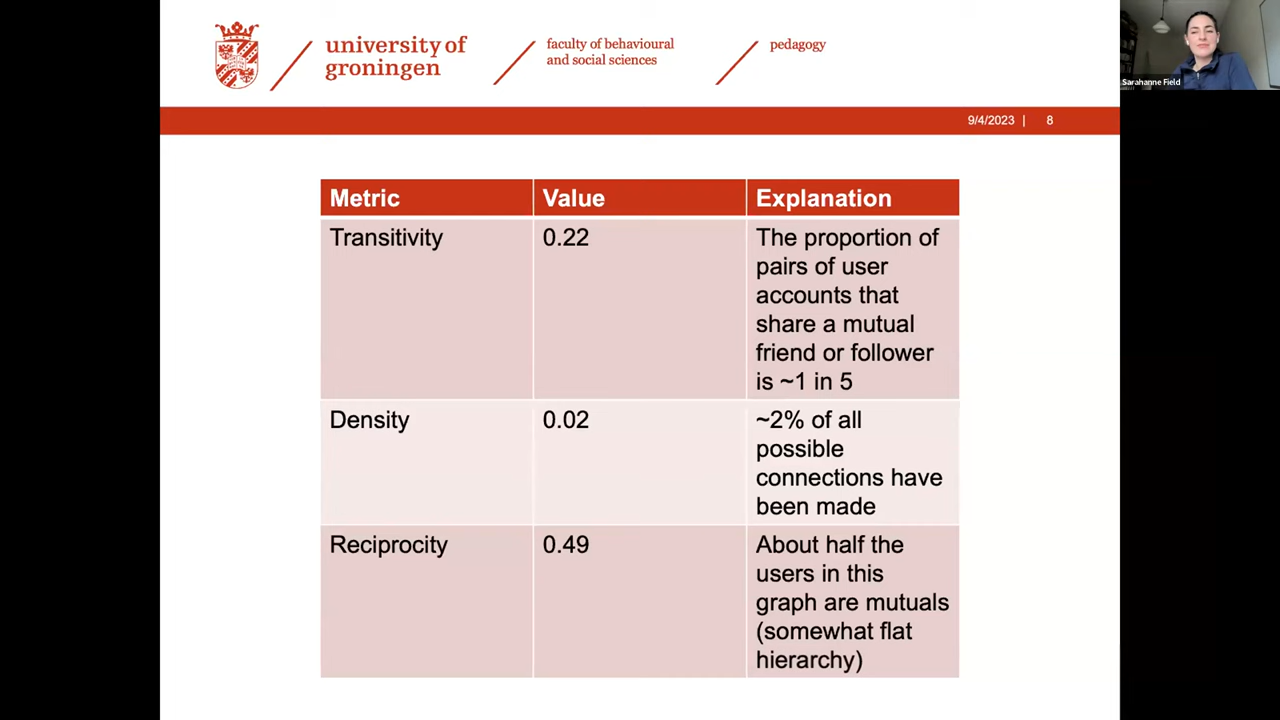 university of
groningen
faculty of behavioural
and social sciences
pedagogy
Sarahanne Field
9/4/2023 | 8
Metric Value Explanation
Transitivity 0.22 The proportion of
pairs of user
accounts that
share a mutual
friend or follower
is ~1 in 5
Density 0.02 ~2% of all
possible
connections have
been made
Reciprocity 0.49 About half the
users in this
graph are mutuals
(somewhat flat
hierarchy)